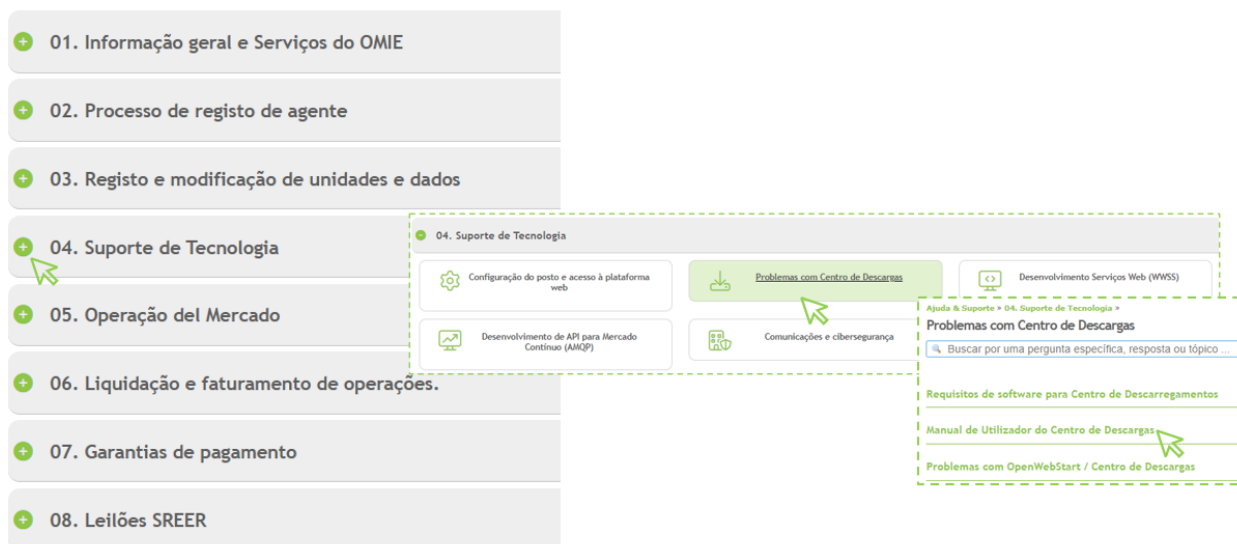 01. Informação geral e Serviços do OMIE
02. Processo de registo de agente
03. Registo e modificação de unidades e dados
04. Suporte de Tecnologia
05. Operação del Mercado
06. Liquidação e faturamento de operações.
07. Garantias de pagamento
08. Leilões SREER
04. Suporte de Tecnologia
Configuração do posto e acesso à plataforma
web
Problemas com Centro de Descargas
Desenvolvimento Serviços Web (WWSS)
Desenvolvimento de API para Mercado
Contínuo (AMQP)
Comunicações e cibersegurança
Ajuda & Suporte > 04. Suporte de Tecnologia >
Problemas com Centro de Descargas
Buscar por uma pergunta específica, resposta ou tópico ...
Requisitos de software para Centro de Descarregamentos
Manual de Utilizador do Centro de Descargas
Problemas com OpenWebStart / Centro de Descargas